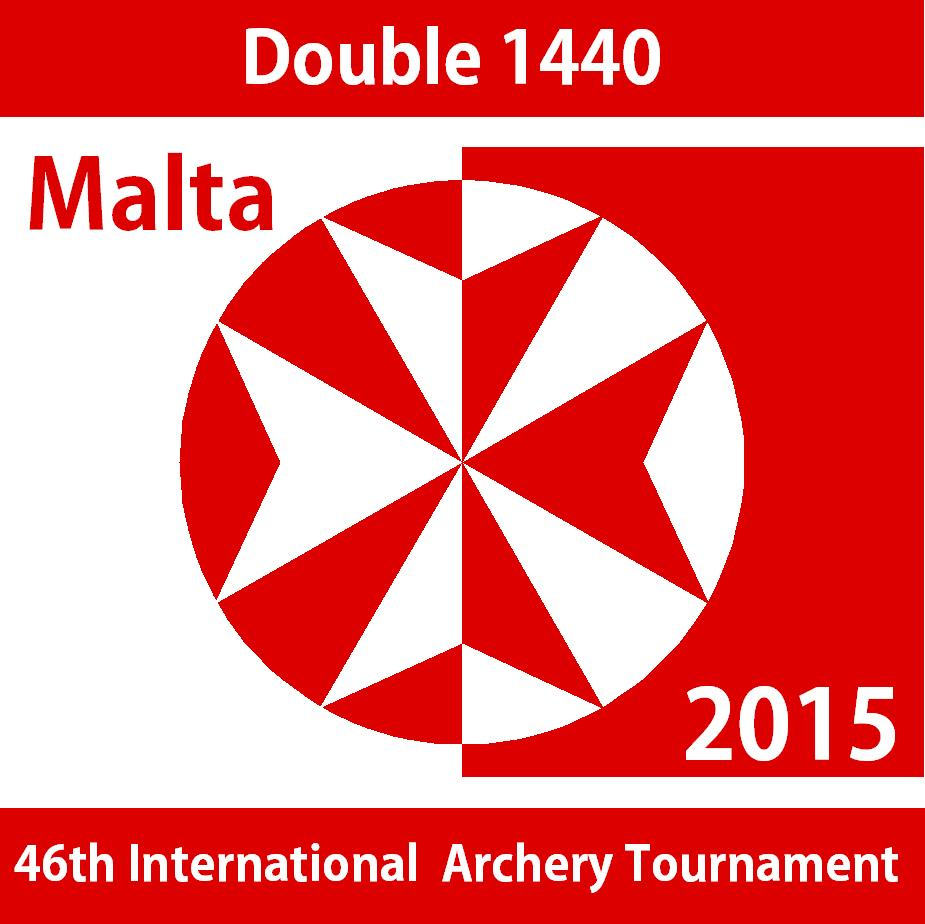 Double 1440
Malta
2015
46th International Archery Tournament